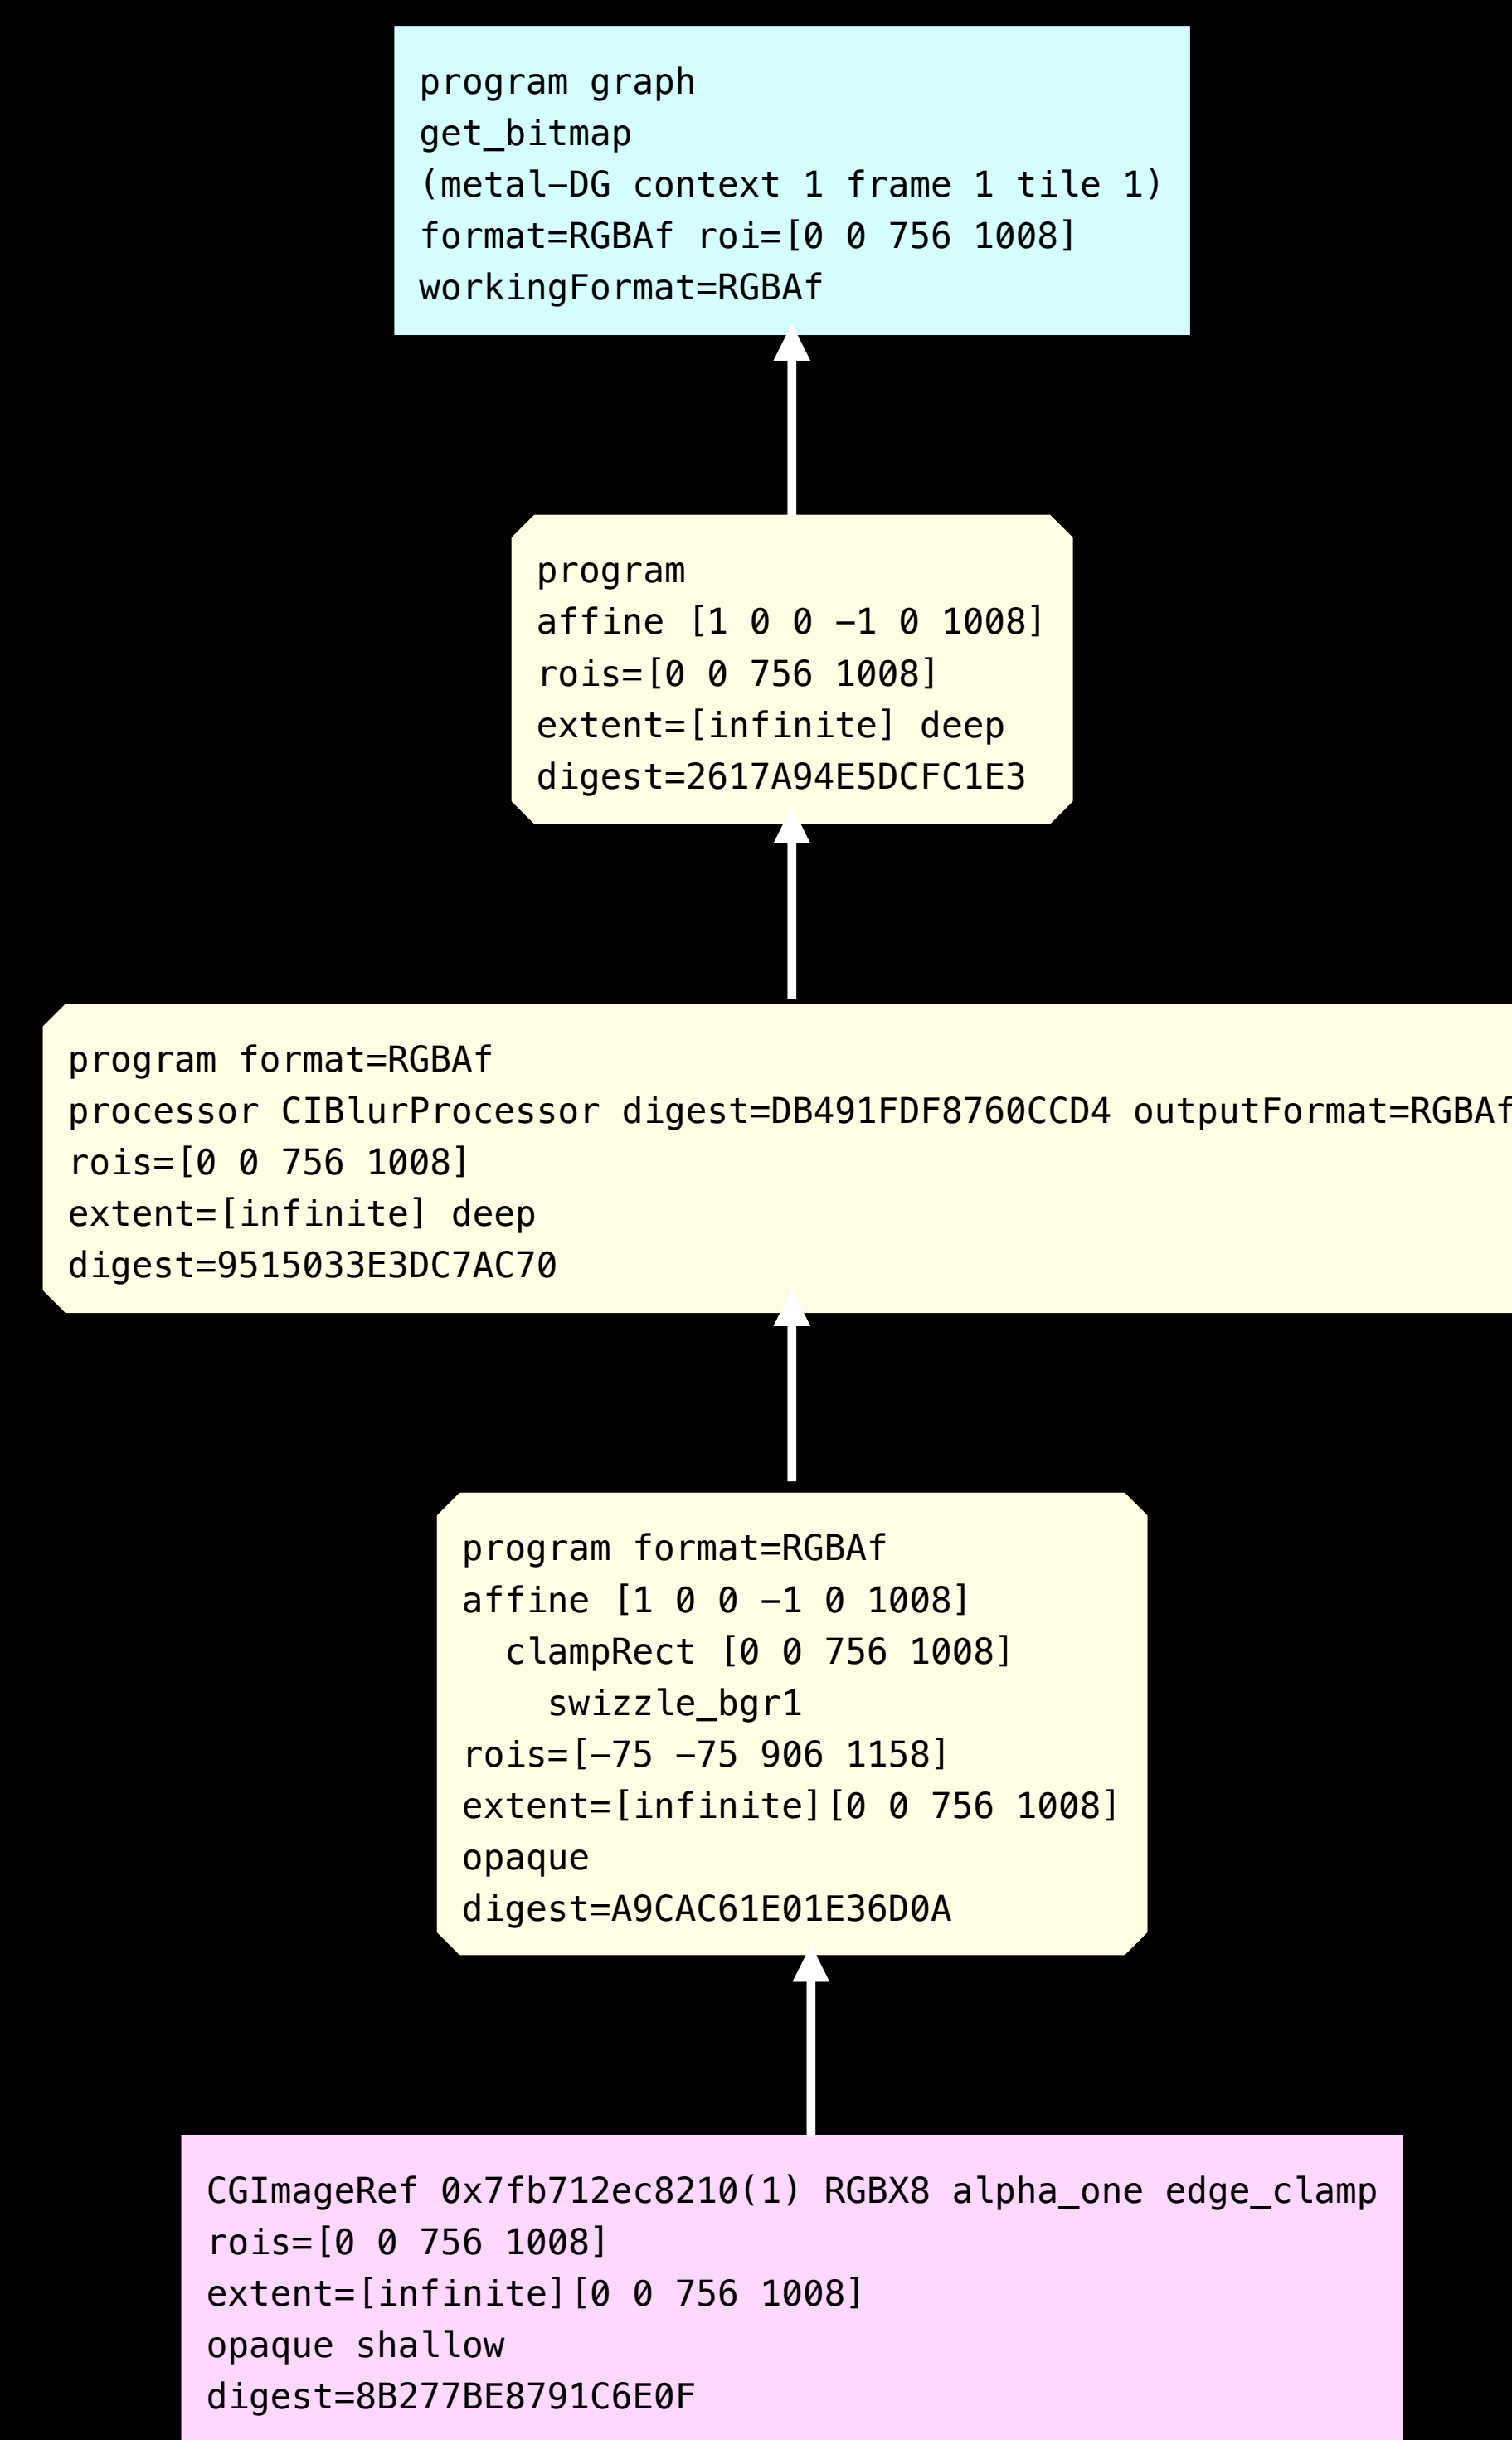 program graph
get_bitmap
(metal-DG context 1 frame 1 tile 1)
format=RGBAf roi=[0 0 756 1008]
workingFormat=RGBAf
program
affine [1 0 0 −1 0 1008]
rois=[0 0 756 1008]
extent=[infinite] deep
digest=2617A94E5DCFC1E3
program format=RGBAf
processor CIBlurProcessor digest=DB491FDF8760CCD4 outputFormat=RGBAf
rois=[0 0 756 1008]
extent=[infinite] deep
digest=9515033E3DC7AC70
program format=RGBAf
affine [1 0 0 −1 0 1008]
clampRect [0 0 756 1008]
swizzle_bgr1
rois=[−75 −75 906 1158]
extent=[infinite][0 0 756 1008]
opaque
digest=A9CAC61E01E36D0A
CGImageRef 0x7fb712ec8210(1) RGBX8 alpha_one edge_clamp
rois=[0 0 756 1008]
extent=[infinite][0 0 756 1008]
opaque shallow
digest=8B277BE8791C6E0F